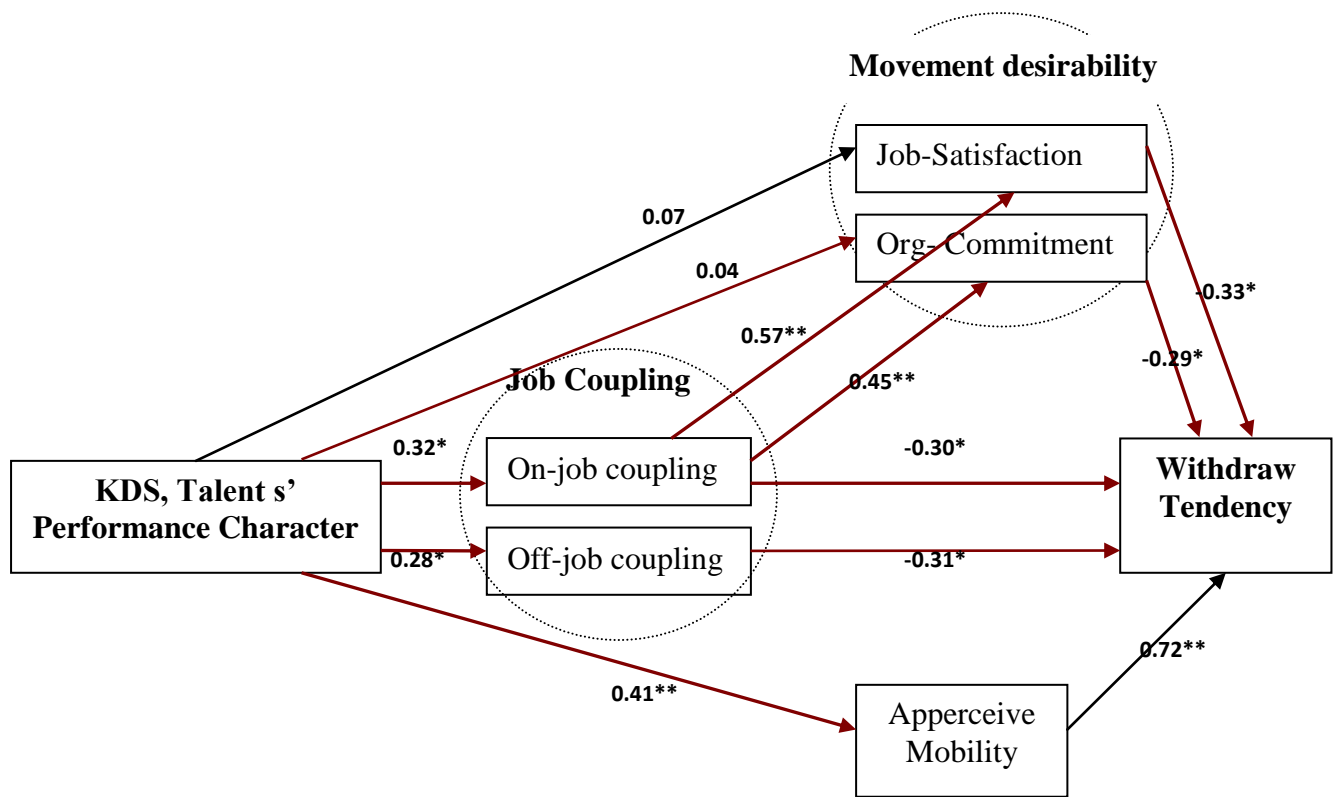 Movement desirability
Job-Satisfaction
0.07
Org- Commitment
0.04
-0.33*
0.57**
-0.29*
Job Coupling
0.45**
0.32*
-0.30*
On-job coupling
Withdraw
Tendency
KDS, Talent s’
Performance Character
0.28*
Off-job coupling
-0.31*
0.72**
0.41**
Apperceive
Mobility